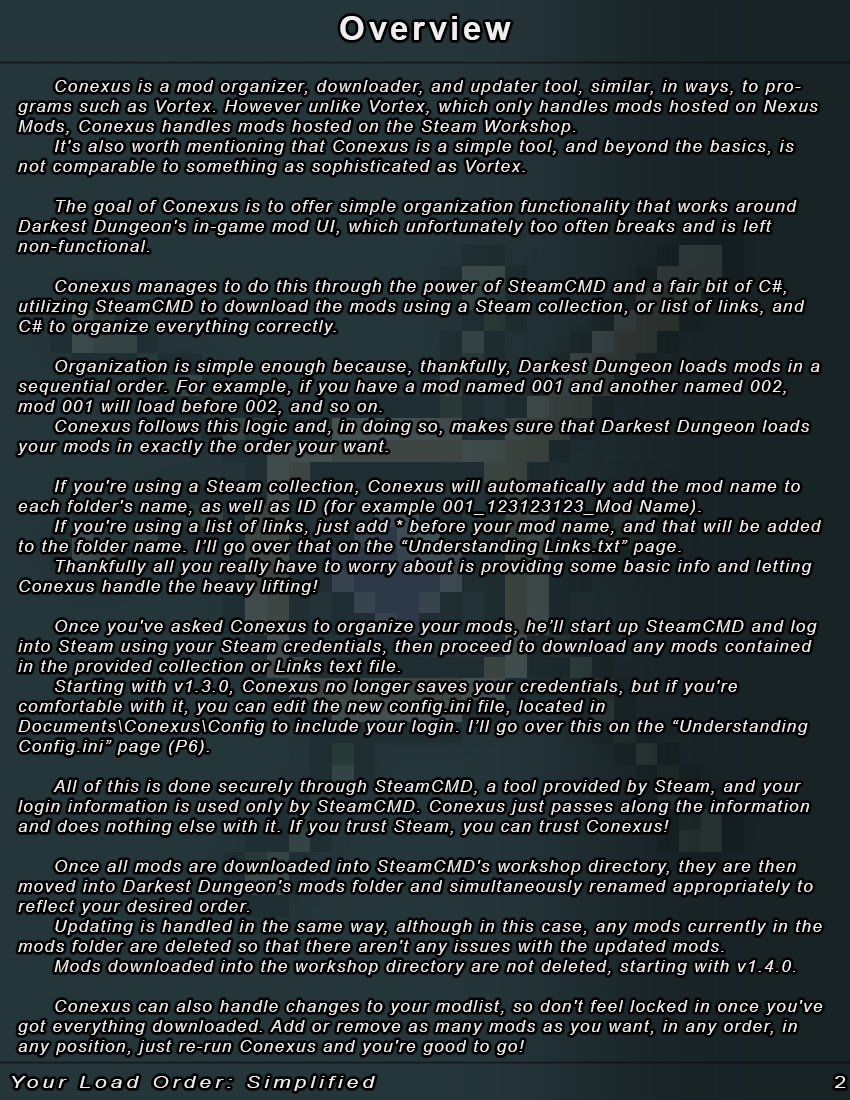 Overview
Conexus is a mod organizer, downloader, and updater tool, similar, in ways, to pro-
grams such as Vortex. However unlike Vortex, which only handles mods hosted on Nexus
Mods, Conexus handles mods hosted on the Steam Workshop.
It's also worth mentioning that Conexus is a simple tool, and beyond the basics, is
not comparable to something as sophisticated as Vortex.
The goal of Conexus is to offer simple organization functionality that works around
Darkest Dungeon's in-game mod UI, which unfortunately too often breaks and is left
non-functional.
Conexus manages to do this through the power of SteamCMD and a fair bit of C#,
utilizing SteamCMD to download the mods using a Steam collection, or list of links, and
C# to organize everything correctly.
Organization is simple enough because, thankfully, Darkest Dungeon loads mods in a
sequential order. For example, if you have a mod named 001 and another named 002,
mod 001 will load before 002, and so on.
Conexus follows this logic and, in doing so, makes sure that Darkest Dungeon loads
your mods in exactly the order your want.
If you're using a Steam collection, Conexus will automatically add the mod name to
each folder's name, as well as ID (for example 001_123123123_Mod Name).
If you're using a list of links, just add * before your mod name, and that will be added
to the folder name. I’ll go over that on the “Understanding Links.txt” page.
Thankfully all you really have to worry about is providing some basic info and letting
Conexus handle the heavy lifting!
Once you've asked Conexus to organize your mods, he’ll start up SteamCMD and log
into Steam using your Steam credentials, then proceed to download any mods contained
in the provided collection or Links text file.
Starting with v1.3.0, Conexus no longer saves your credentials, but if you're
comfortable with it, you can edit the new config.ini file, located in
Documents\Conexus\Config to include your login. I’ll go over this on the “Understanding
Config.ini” page (P6).
All of this is done securely through SteamCMD, a tool provided by Steam, and your
login information is used only by SteamCMD. Conexus just passes along the information
and does nothing else with it. If you trust Steam, you can trust Conexus!
Once all mods are downloaded into SteamCMD's workshop directory, they are then
moved into Darkest Dungeon's mods folder and simultaneously renamed appropriately to
reflect your desired order.
Updating is handled in the same way, although in this case, any mods currently in the
mods folder are deleted so that there aren't any issues with the updated mods.
Mods downloaded into the workshop directory are not deleted, starting with v1.4.0.
Conexus can also handle changes to your modlist, so don't feel locked in once you've
got everything downloaded. Add or remove as many mods as you want, in any order, in
any position, just re-run Conexus and you're good to go!
Your Load Order: Simplified
2